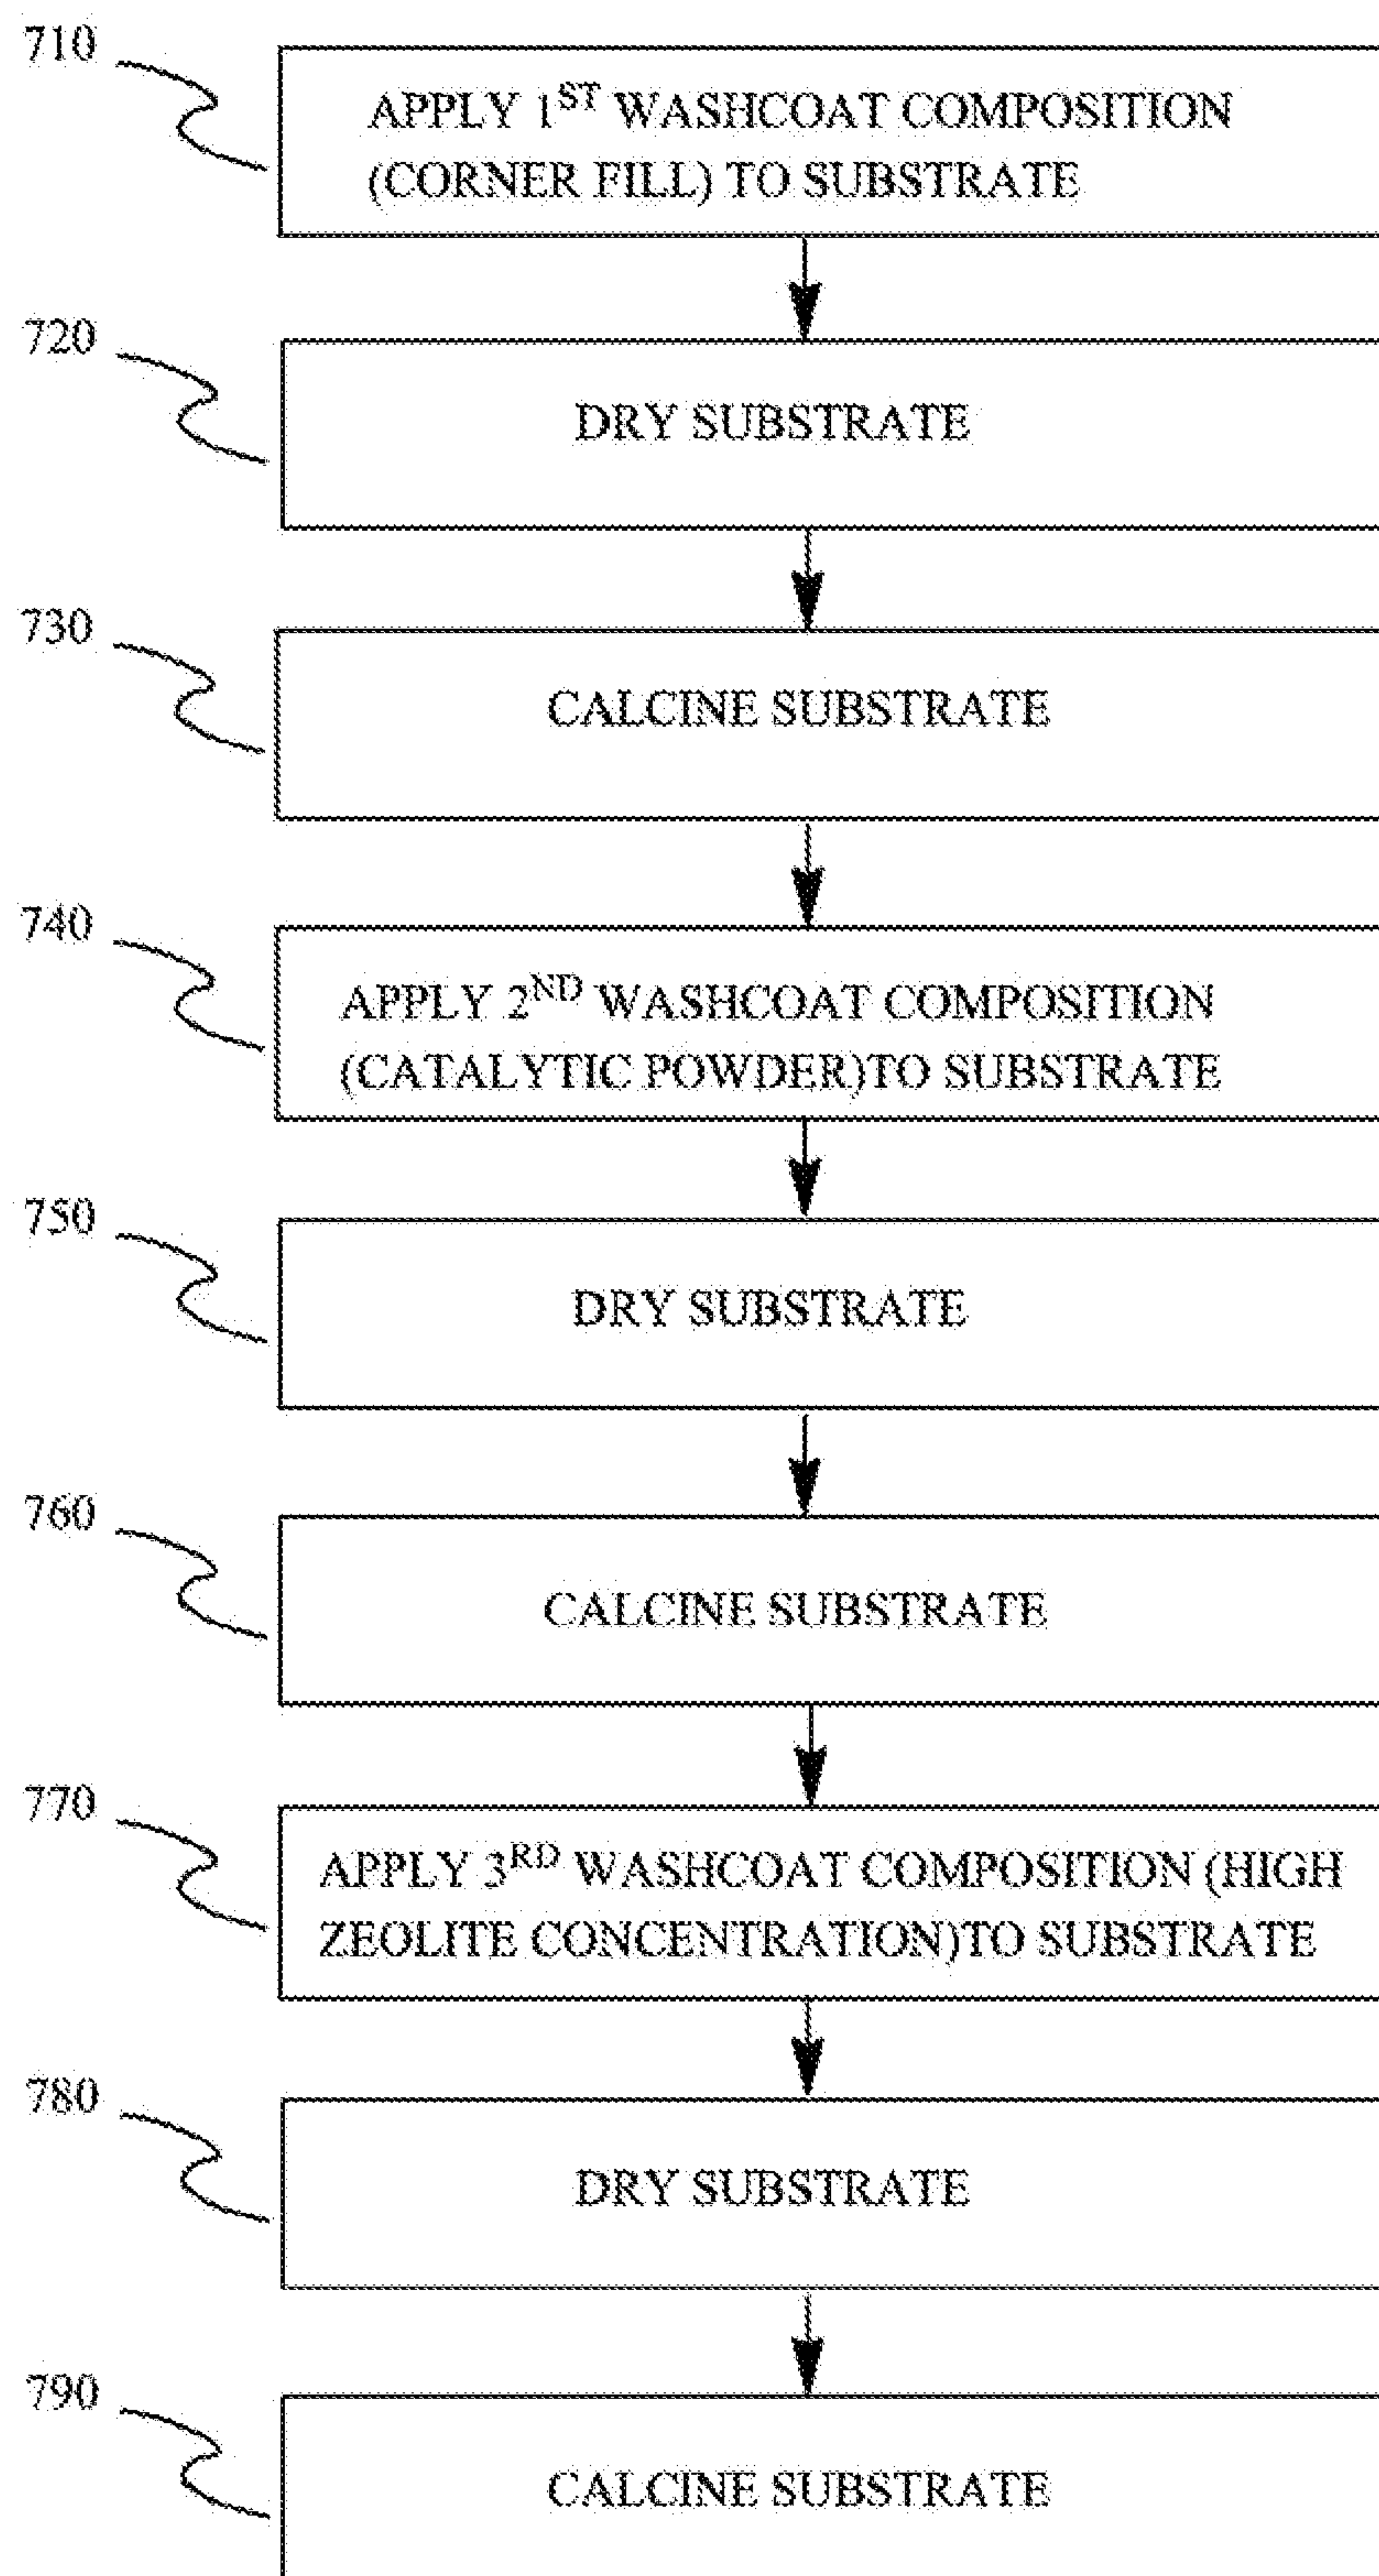 710
APPLY 1ST WASHCOAT COMPOSITION
(CORNER FILL) TO SUBSTRATE
720
DRY SUBSTRATE
730
CALCINE SUBSTRATE
740
APPLY 2ND WASHCOAT COMPOSITION
(CATALYTIC POWDER)TO SUBSTRATE
750
DRY SUBSTRATE
760
CALCINE SUBSTRATE
770
APPLY 3RD WASHCOAT COMPOSITION (HIGH
ZEOLITE CONCENTRATION)TO SUBSTRATE
780
DRY SUBSTRATE
790
CALCINE SUBSTRATE